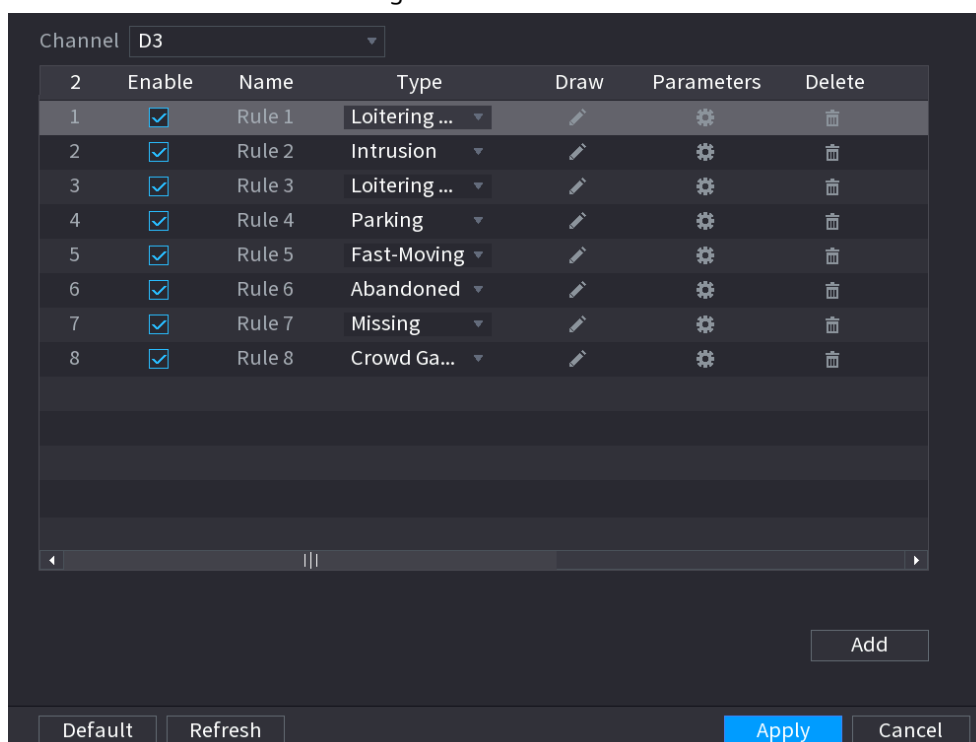 Channel D3
2 Enable Name Type Draw Parameters Delete
1 Rule 1 Loitering ...
2 Rule 2 Intrusion
3 Rule 3 Loitering ...
4 Rule 4 Parking
5 Rule 5 Fast-Moving
6 Rule 6 Abandoned
7 Rule 7 Missing
8 Rule 8 Crowd Ga...
Add
Default Refresh Apply Cancel